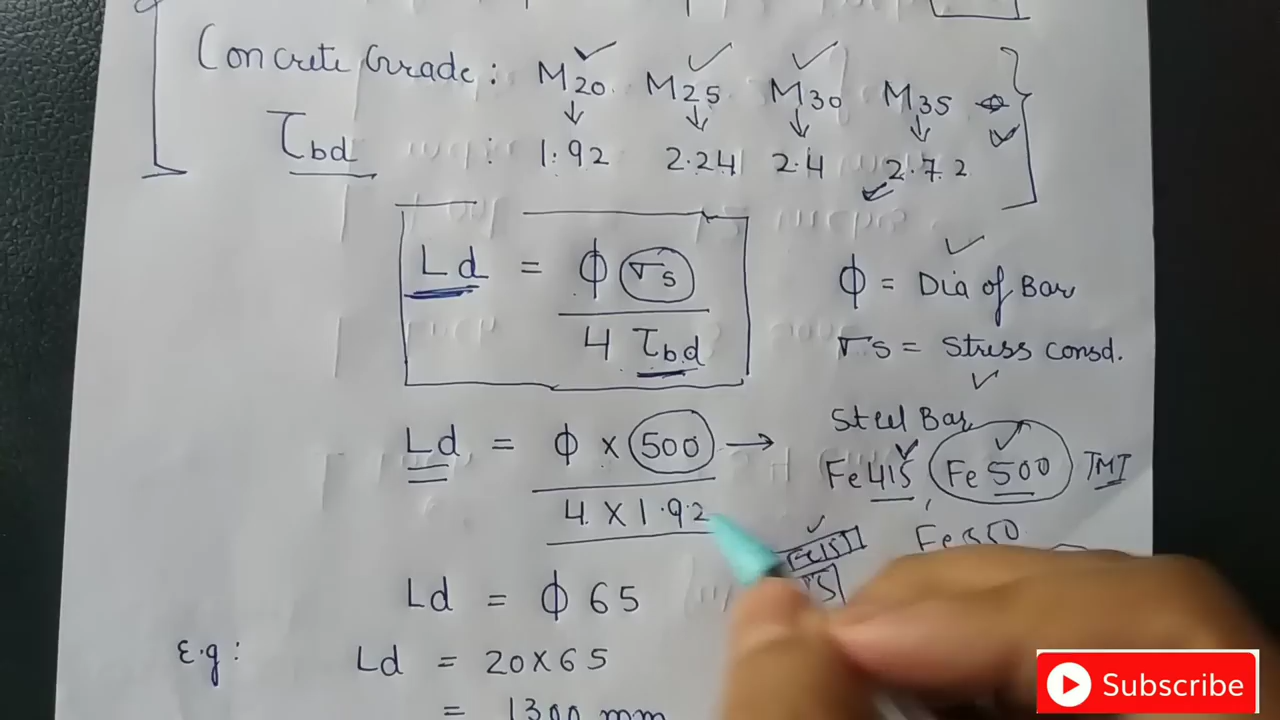 Concrete Grade: M20 M25 M30 M35
τbd : 1.92 2.24 2.4 2.72
Ld = ϕ σs / 4 τbd
ϕ = Dia of Bar
σs = Stress consd.
Steel Bar
Ld = ϕ x 500 / 4 x 1.92 →
Fe415, Fe500 TMT
Fe550
Ld = ϕ 65
E.g: Ld = 20x65
= 1300 mm
Subscribe